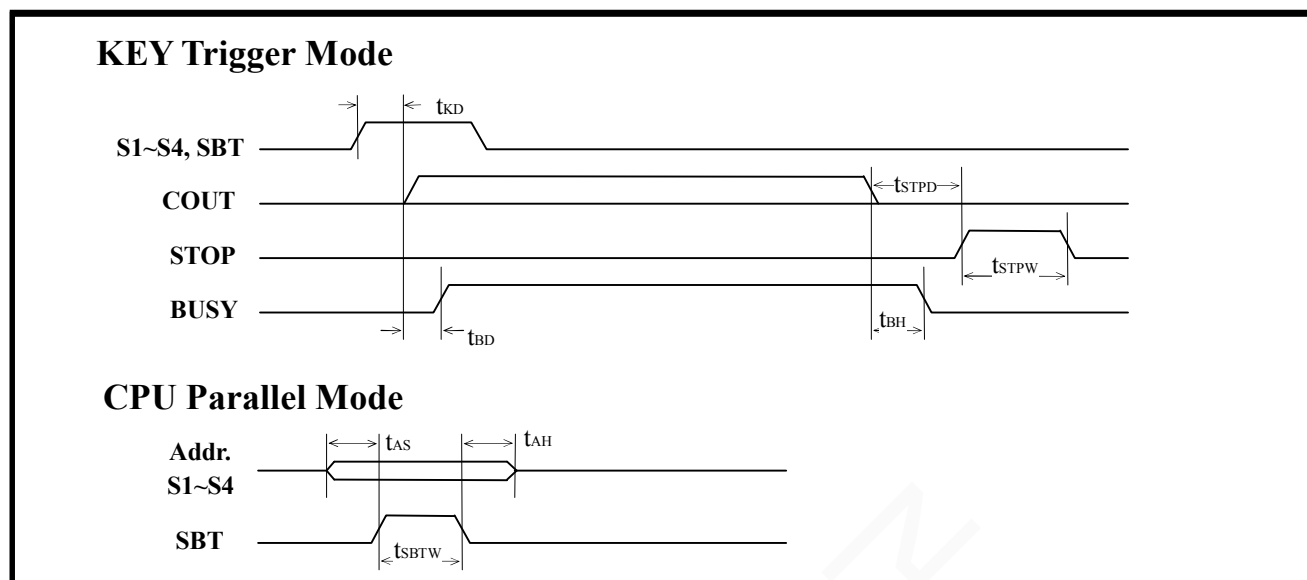 KEY Trigger Mode
tKD
S1~S4, SBT
COUT
tSTPD
STOP
tSTPW
BUSY
tBD
tBH
CPU Parallel Mode
Addr.
S1~S4
tAS
tAH
SBT
tSBTW